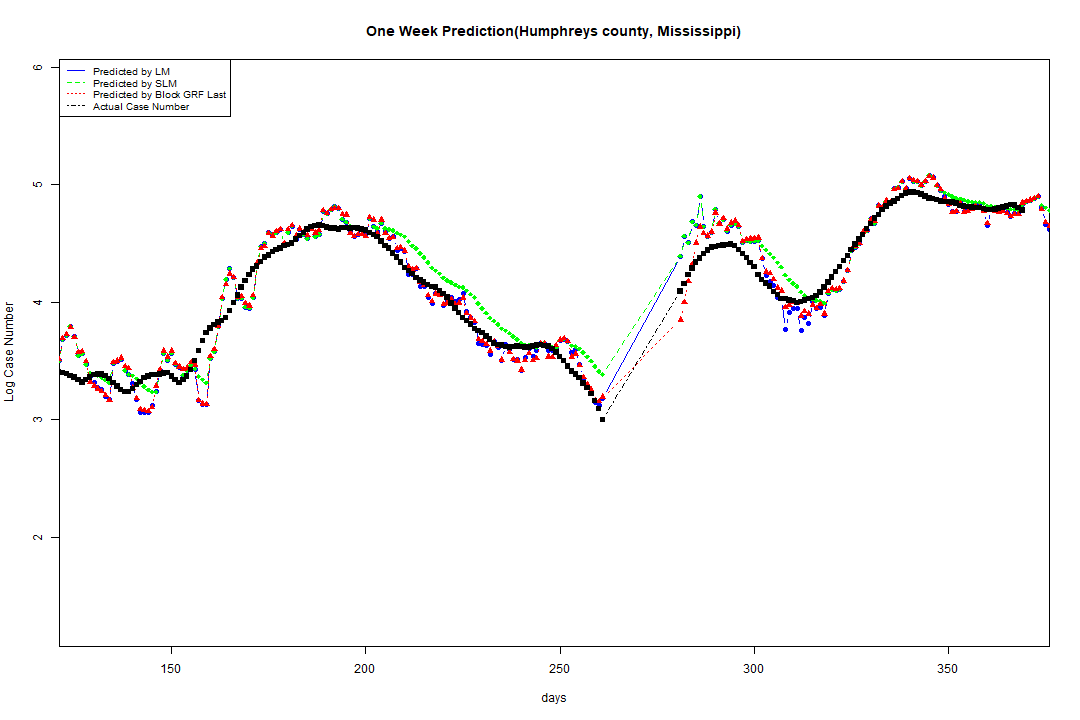 One Week Prediction(Humphreys county, Mississippi)
Predicted by LM
Predicted by SLM
Predicted by Block GRF Last
Actual Case Number
6
5
4
3
2
Log Case Number
150 200 250 300 350
days